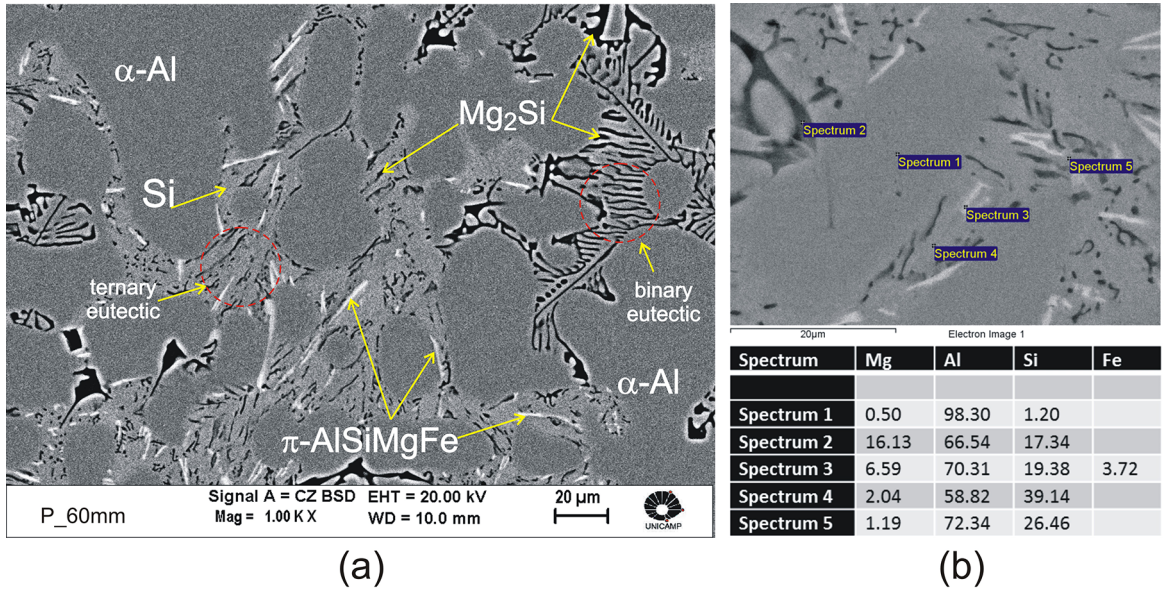 α-Al
Mg₂Si
Si
ternary
eutectic
binary
eutectic
α-Al
π-AlSiMgFe
P_60mm
Signal A = CZ BSD EHT = 20.00 kV
Mag = 1.00 K X WD = 10.0 mm
20 µm
UNICAMP
(a)
Spectrum 2
Spectrum 1
Spectrum 5
Spectrum 3
Spectrum 4
20µm
Electron Image 1
Spectrum Mg Al Si Fe
Spectrum 1 0.50 98.30 1.20
Spectrum 2 16.13 66.54 17.34
Spectrum 3 6.59 70.31 19.38 3.72
Spectrum 4 2.04 58.82 39.14
Spectrum 5 1.19 72.34 26.46
(b)